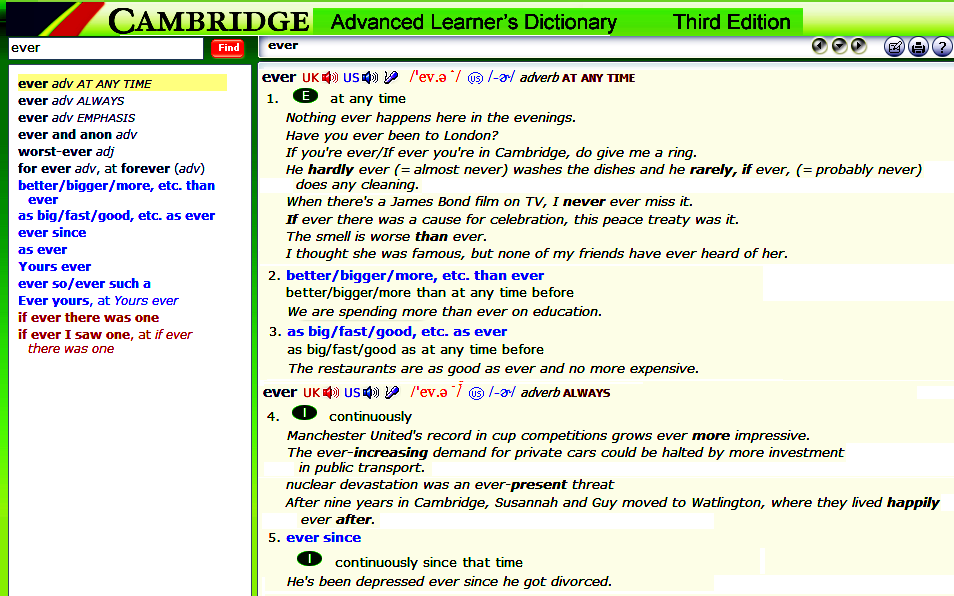 CAMBRIDGE Advanced Learner's Dictionary Third Edition
ever Find
ever
ever adv AT ANY TIME
ever adv ALWAYS
ever adv EMPHASIS
ever and anon adv
worst-ever adj
for ever adv, at forever (adv)
better/bigger/more, etc. than
ever
as big/fast/good, etc. as ever
ever since
as ever
Yours ever
ever so/ever such a
Ever yours, at Yours ever
if ever there was one
if ever I saw one, at if ever
there was one
ever UK US /ˈev.ə ʳ/ US /-ɚ/ adverb AT ANY TIME
1. E at any time
Nothing ever happens here in the evenings.
Have you ever been to London?
If you're ever/If ever you're in Cambridge, do give me a ring.
He hardly ever (= almost never) washes the dishes and he rarely, if ever, (= probably never)
does any cleaning.
When there's a James Bond film on TV, I never ever miss it.
If ever there was a cause for celebration, this peace treaty was it.
The smell is worse than ever.
I thought she was famous, but none of my friends have ever heard of her.
2. better/bigger/more, etc. than ever
better/bigger/more than at any time before
We are spending more than ever on education.
3. as big/fast/good, etc. as ever
as big/fast/good as at any time before
The restaurants are as good as ever and no more expensive.
ever UK US /ˈev.ə ʳ/ US /-ɚ/ adverb ALWAYS
4. I continuously
Manchester United's record in cup competitions grows ever more impressive.
The ever-increasing demand for private cars could be halted by more investment
in public transport.
nuclear devastation was an ever-present threat
After nine years in Cambridge, Susannah and Guy moved to Watlington, where they lived happily
ever after.
5. ever since
I continuously since that time
He's been depressed ever since he got divorced.